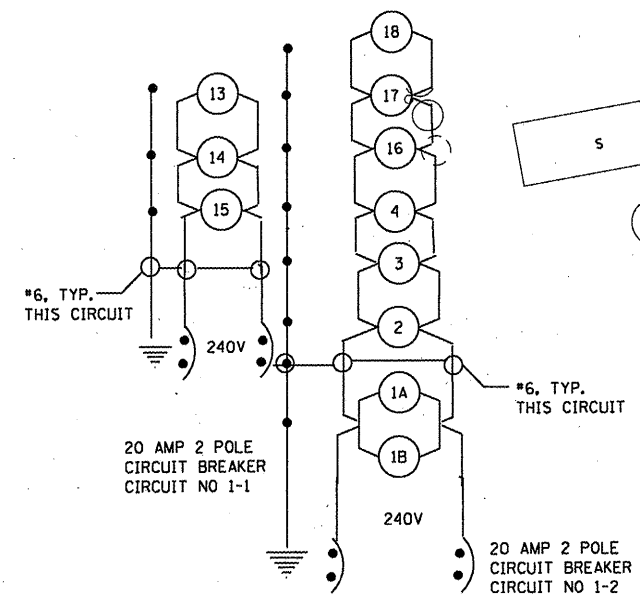 18
13
17
14
16
S
15
4
3
#6, TYP.
THIS CIRCUIT
240V
2
1A
#6, TYP.
THIS CIRCUIT
20 AMP 2 POLE
CIRCUIT BREAKER
CIRCUIT NO 1-1
1B
240V
20 AMP 2 POLE
CIRCUIT BREAKER
CIRCUIT NO 1-2